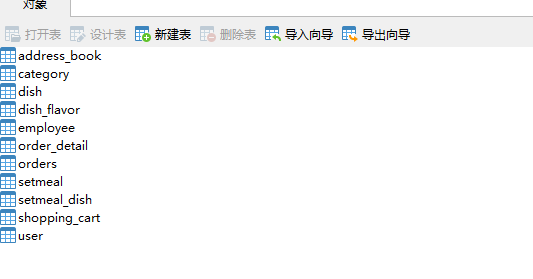 对象
打开表 设计表 新建表 删除表 导入向导 导出向导
address_book
category
dish
dish_flavor
employee
order_detail
orders
setmeal
setmeal_dish
shopping_cart
user